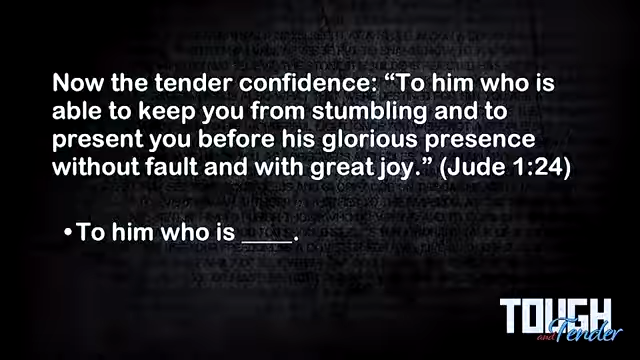 Now the tender confidence: “To him who is
able to keep you from stumbling and to
present you before his glorious presence
without fault and with great joy.” (Jude 1:24)
•To him who is ____.
TOUGH
and Tender